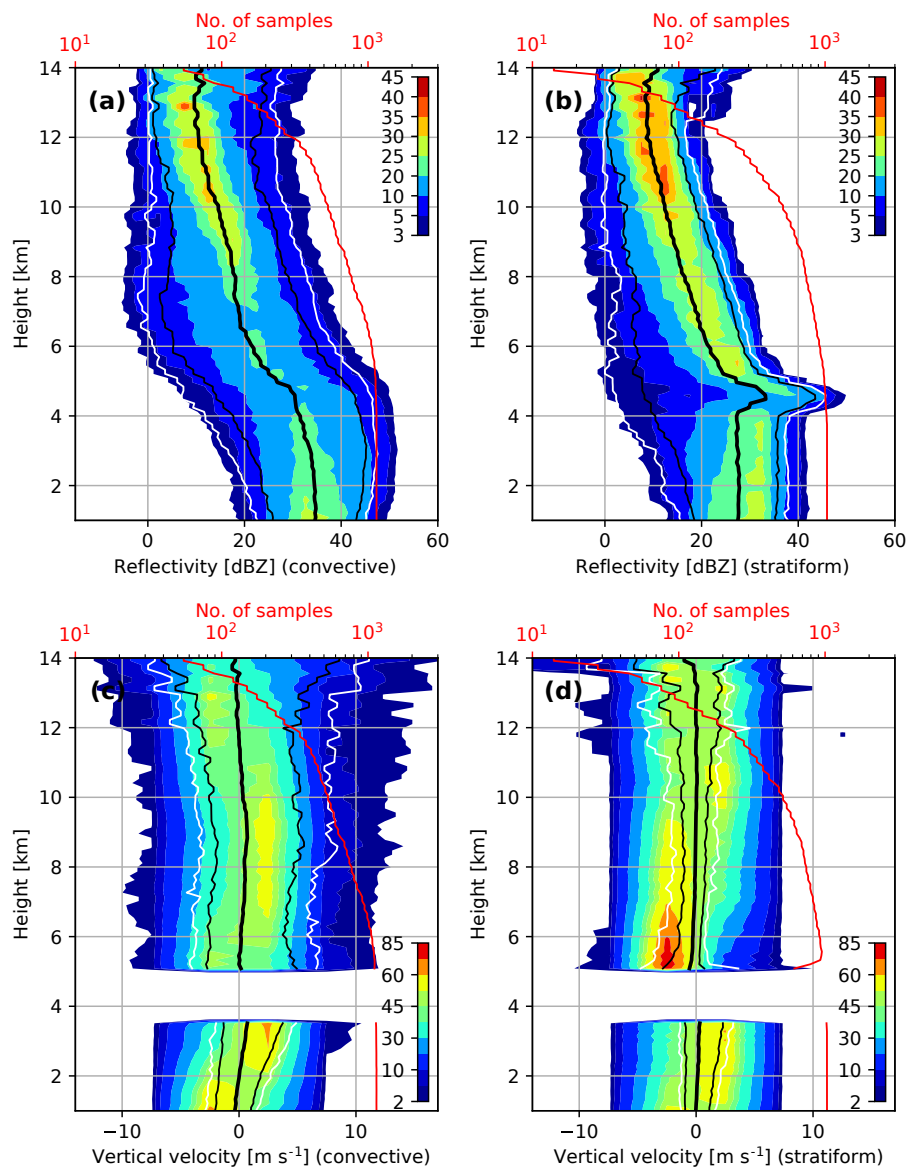 No. of samples No. of samples
10¹ 10² 10³ 10¹ 10² 10³
14 14
(a) 45 (b) 45
40 40
12 35 12 35
30 30
25 25
20 20
10 10 10 10
5 5
3 3
Height [km] Height [km]
8 8
6 6
4 4
2 2
0 20 40 60 0 20 40 60
Reflectivity [dBZ] (convective) Reflectivity [dBZ] (stratiform)
No. of samples No. of samples
10¹ 10² 10³ 10¹ 10² 10³
14 14
(c) (d)
12 12
10 10
Height [km] Height [km]
8 8
6 85 6 85
60 60
4 45 4 45
30 30
2 10 2 10
2 2
−10 0 10 −10 0 10
Vertical velocity [m s⁻¹] (convective) Vertical velocity [m s⁻¹] (stratiform)